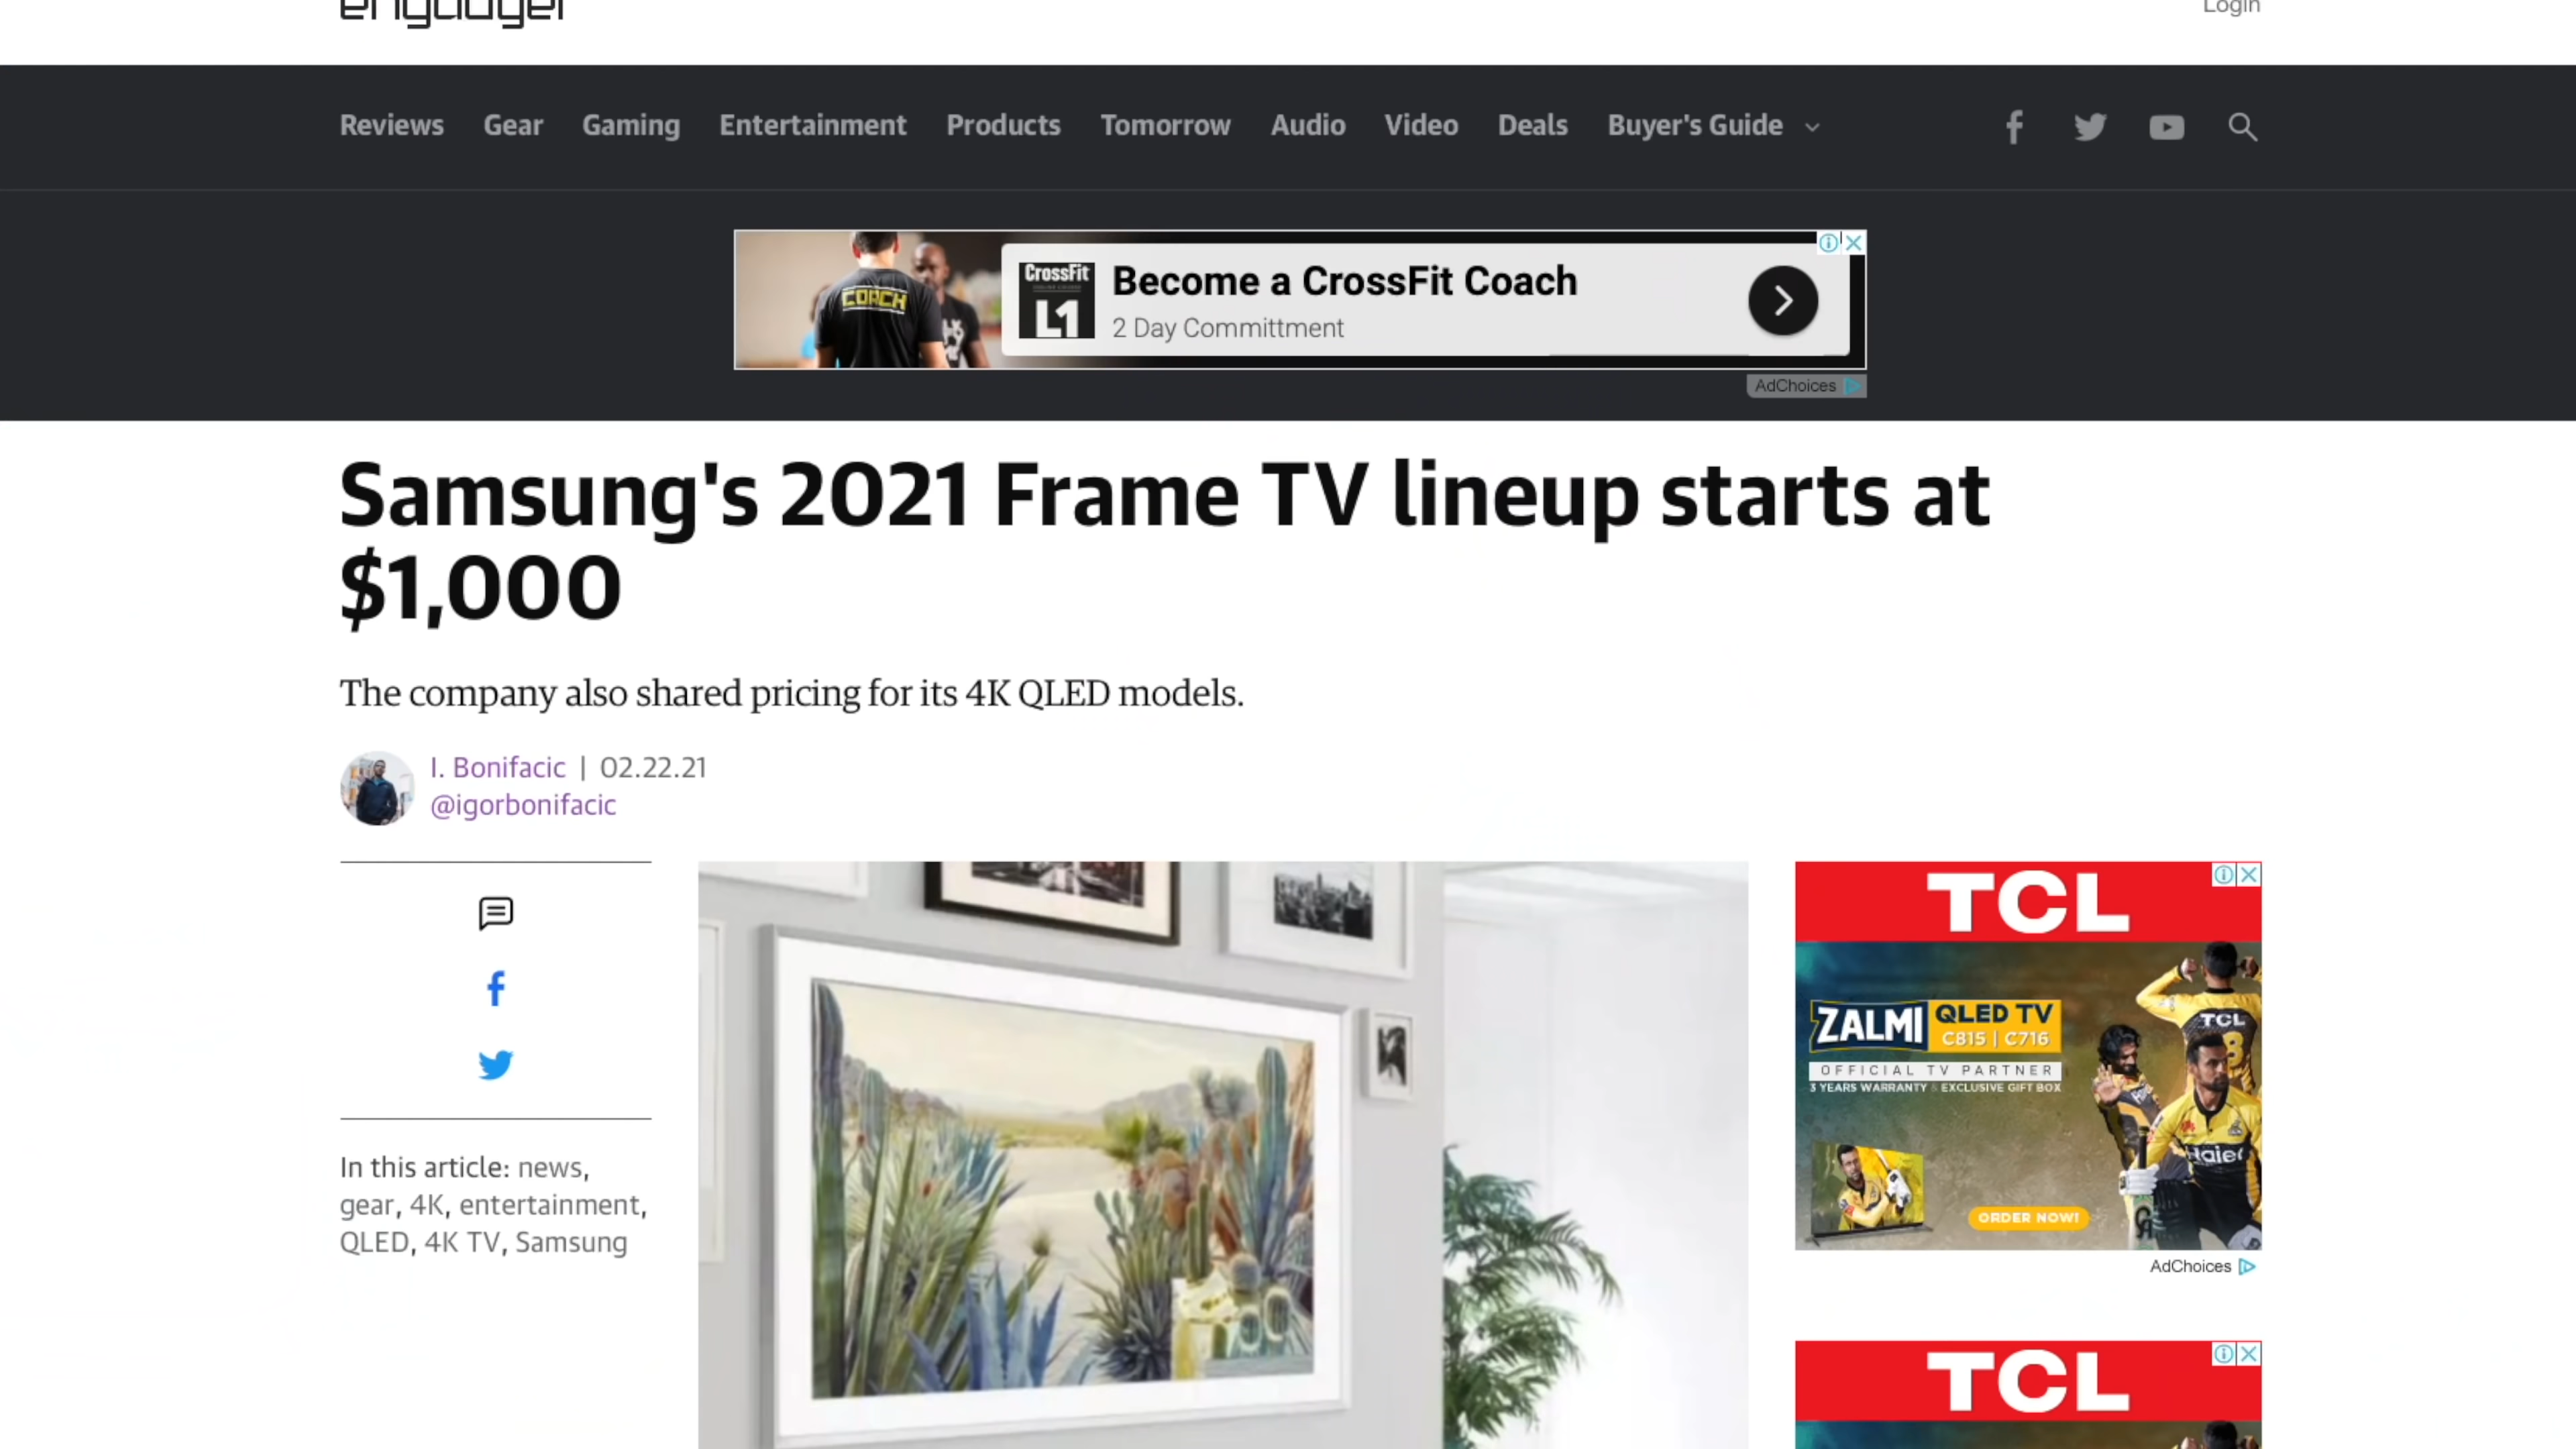 engadget
Login
Reviews Gear Gaming Entertainment Products Tomorrow Audio Video Deals Buyer's Guide
COACH
CrossFit
L1
Become a CrossFit Coach
2 Day Committment
AdChoices
Samsung's 2021 Frame TV lineup starts at
$1,000
The company also shared pricing for its 4K QLED models.
I. Bonifacic | 02.22.21
@igorbonifacic
In this article: news,
gear, 4K, entertainment,
QLED, 4K TV, Samsung
TCL
ZALMI QLED TV
C815 | C716
OFFICIAL TV PARTNER
3 YEARS WARRANTY & EXCLUSIVE GIFT BOX
TCL
8
Haier
ORDER NOW!
AdChoices
TCL